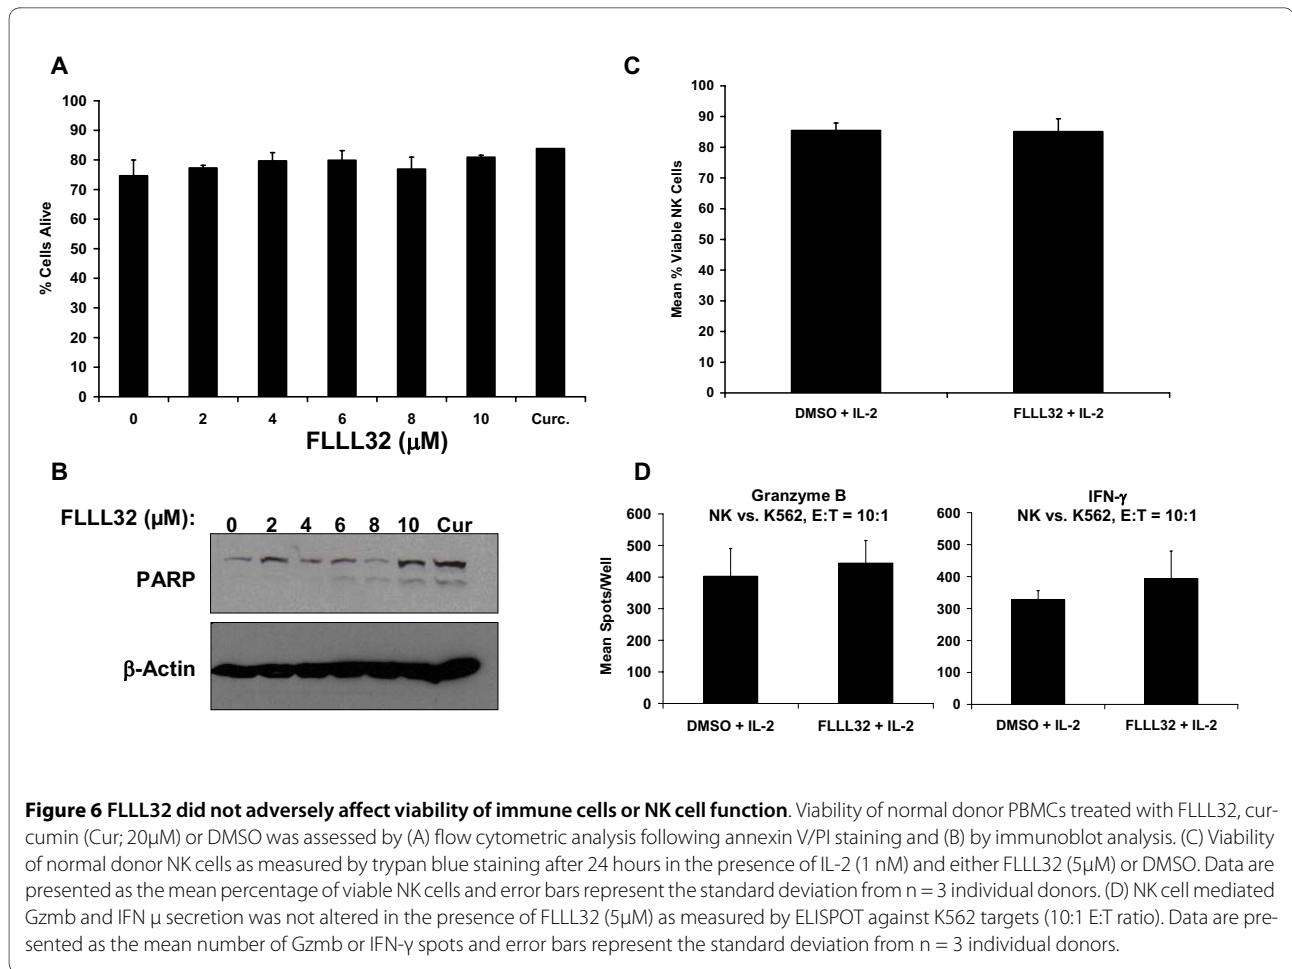 A
100
90
80
70
60
50
40
30
20
10
0
% Cells Alive
0 2 4 6 8 10 Curc.
FLLL32 (μM)
C
100
90
80
70
60
50
40
30
20
10
0
Mean % Viable NK Cells
DMSO + IL-2 FLLL32 + IL-2
B
FLLL32 (µM): 0 2 4 6 8 10 Cur
PARP
β-Actin
D
Granzyme B
NK vs. K562, E:T = 10:1
600
500
400
300
200
100
0
Mean Spots/Well
DMSO + IL-2 FLLL32 + IL-2
IFN-γ
NK vs. K562, E:T = 10:1
600
500
400
300
200
100
0
DMSO + IL-2 FLLL32 + IL-2
Figure 6 FLLL32 did not adversely affect viability of immune cells or NK cell function. Viability of normal donor PBMCs treated with FLLL32, cur-
cumin (Cur; 20μM) or DMSO was assessed by (A) flow cytometric analysis following annexin V/PI staining and (B) by immunoblot analysis. (C) Viability
of normal donor NK cells as measured by trypan blue staining after 24 hours in the presence of IL-2 (1 nM) and either FLLL32 (5μM) or DMSO. Data are
presented as the mean percentage of viable NK cells and error bars represent the standard deviation from n = 3 individual donors. (D) NK cell mediated
Gzmb and IFN μ secretion was not altered in the presence of FLLL32 (5μM) as measured by ELISPOT against K562 targets (10:1 E:T ratio). Data are pre-
sented as the mean number of Gzmb or IFN-γ spots and error bars represent the standard deviation from n = 3 individual donors.